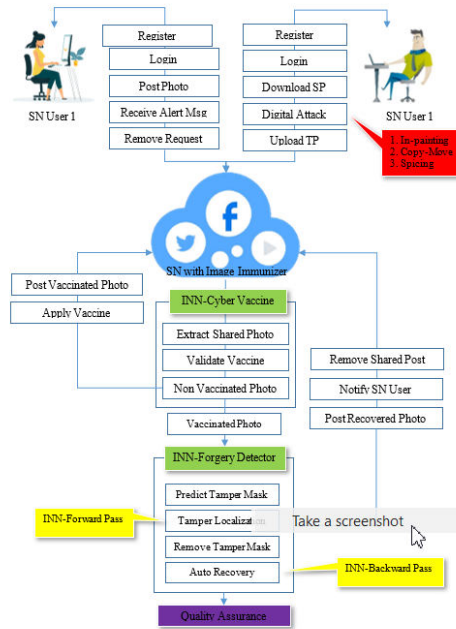 Register
Login
Post Photo
Receive Alert Msg
Remove Request
SN User 1
Register
Login
Download SP
Digital Attack
Upload TP
SN User 1
1. In-painting
2. Copy-Move
3. Spicing
SN with Image Immunizer
Post Vaccinated Photo
Apply Vaccine
INN-Cyber Vaccine
Extract Shared Photo
Validate Vaccine
Non Vaccinated Photo
Vaccinated Photo
Remove Shared Post
Notify SN User
Post Recovered Photo
INN-Forgery Detector
Predict Tamper Mask
INN-Forward Pass
Tamper Localization
Take a screenshot
Remove Tamper Mask
Auto Recovery
INN-Backward Pass
Quality Assurance